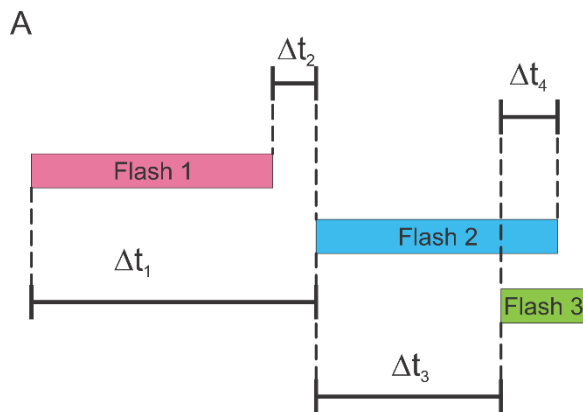 A
Δt₂
Δt₄
Flash 1
Flash 2
Δt₁
Flash 3
Δt₃